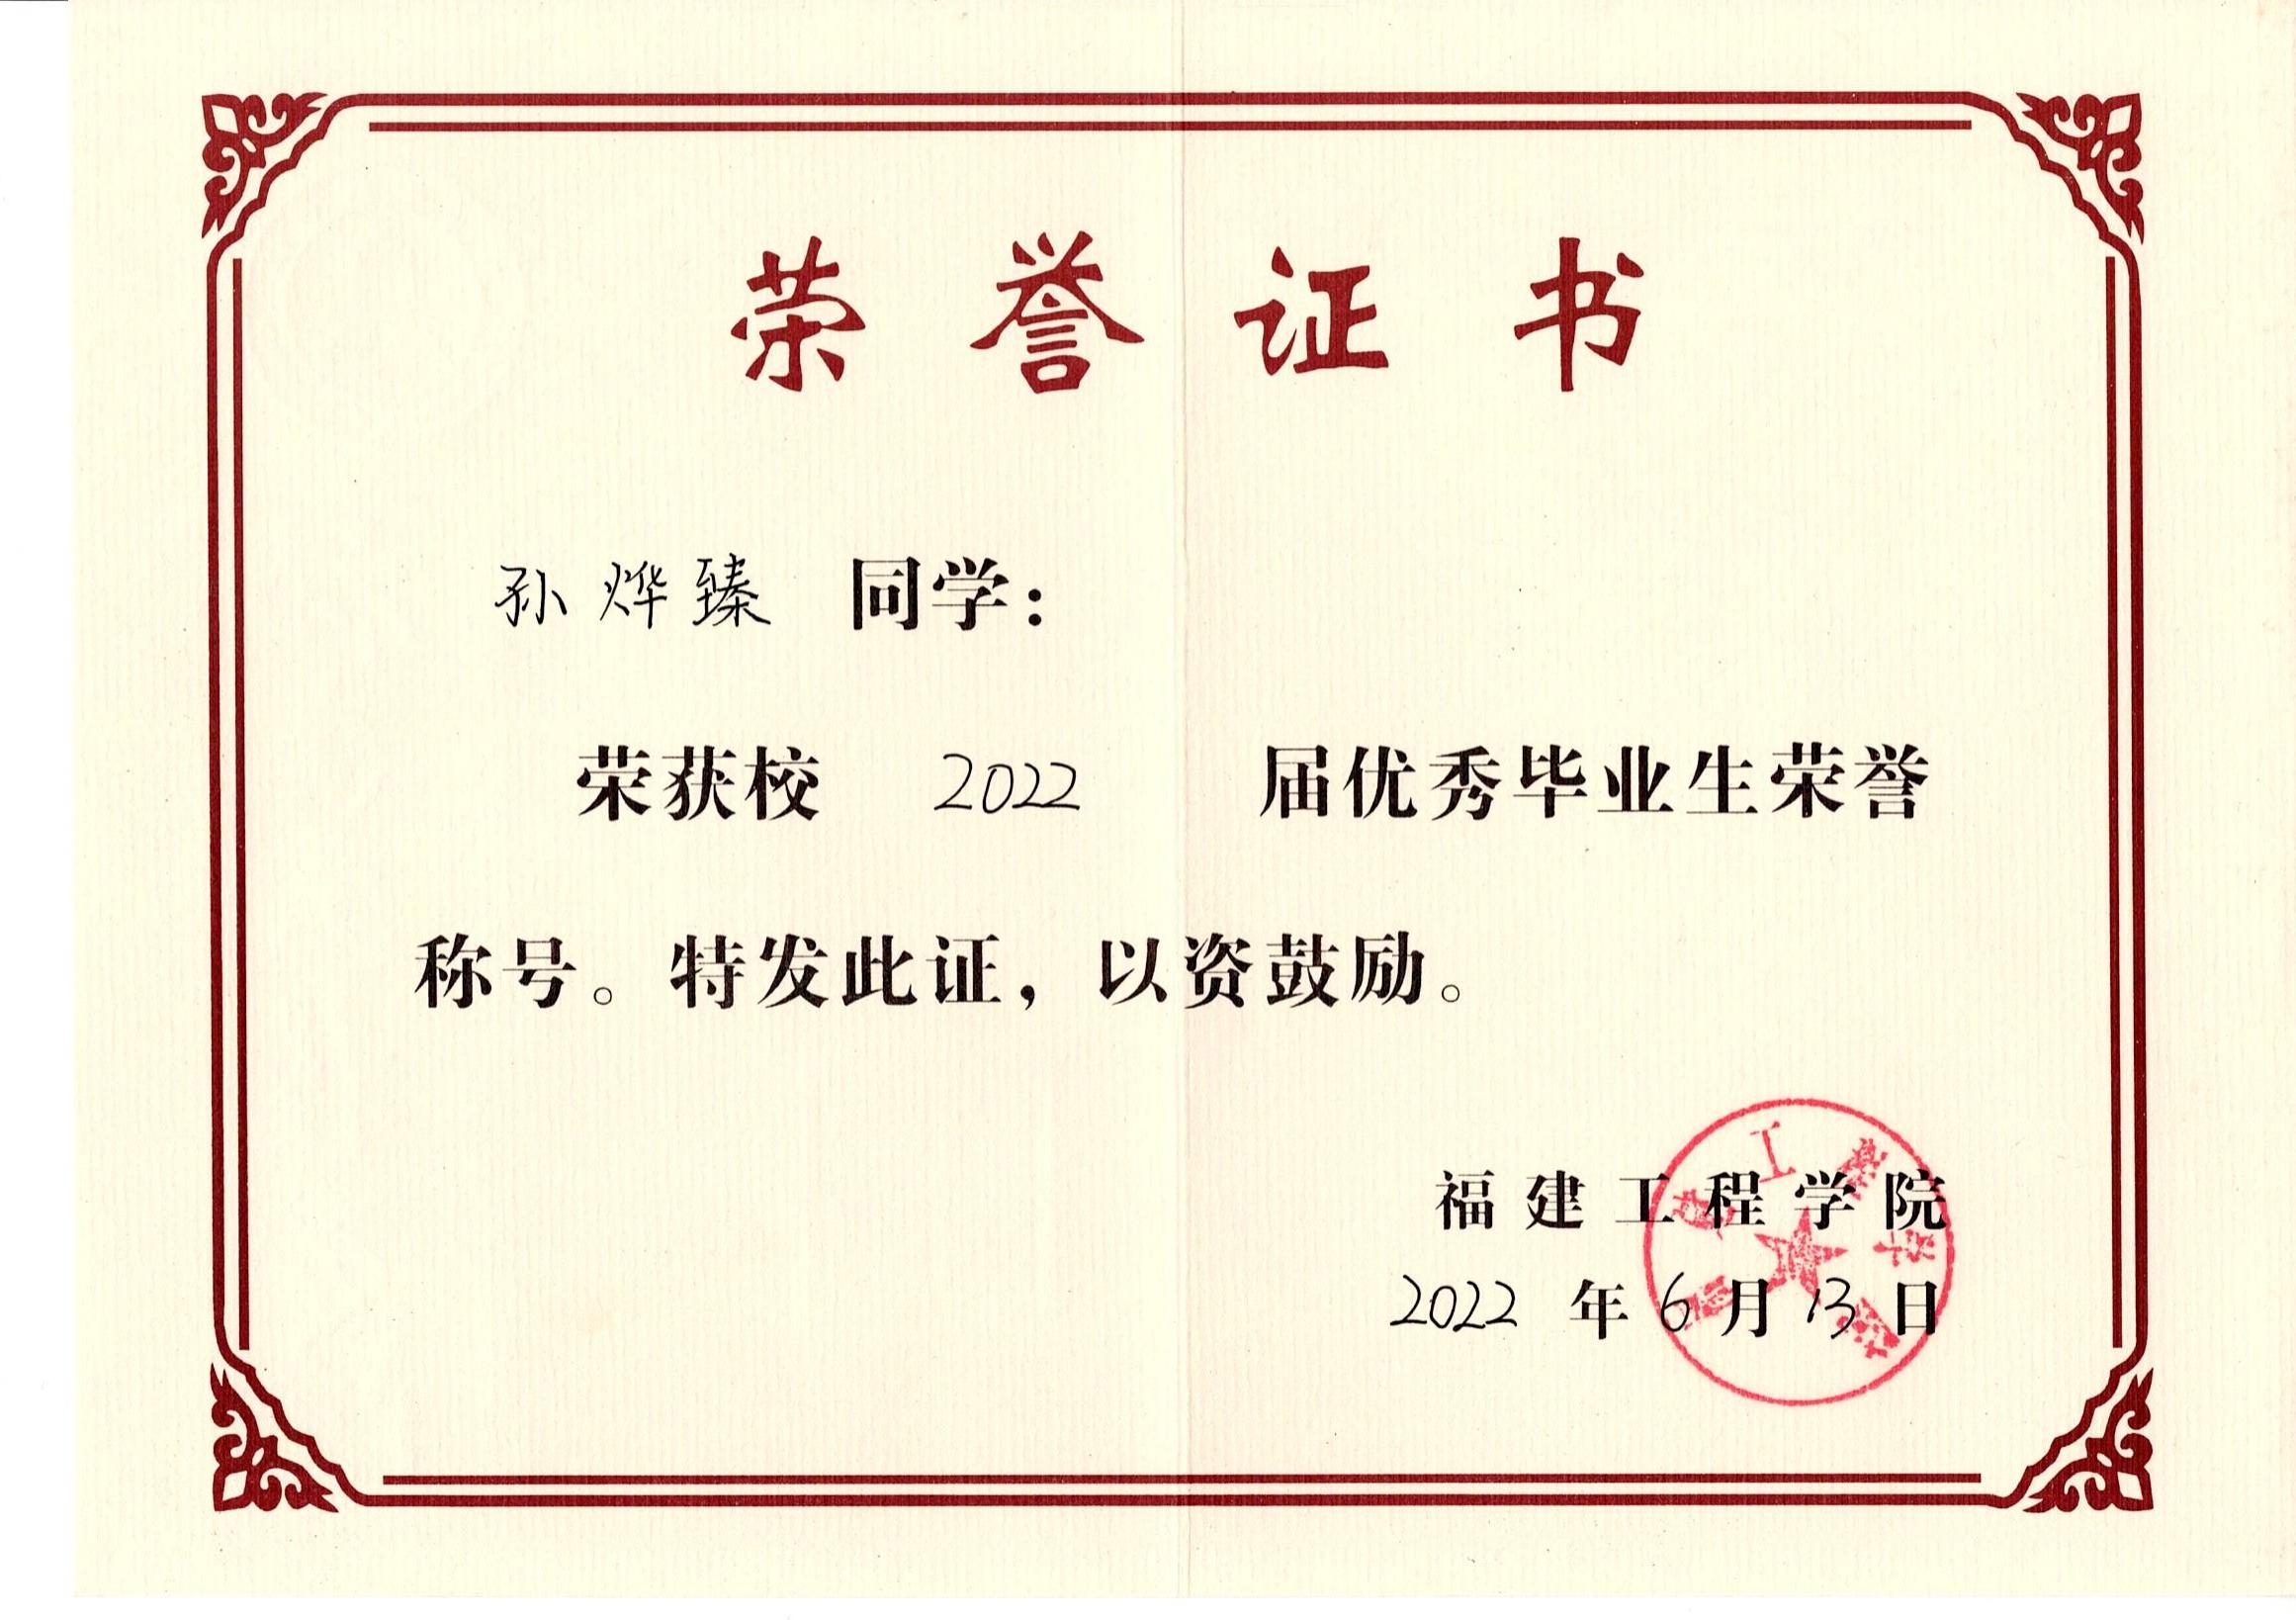 荣誉证书
孙烨臻 同学：
荣获校 2022 届优秀毕业生荣誉
称号。特发此证，以资鼓励。
福建工程学院
2022 年 6 月 13 日